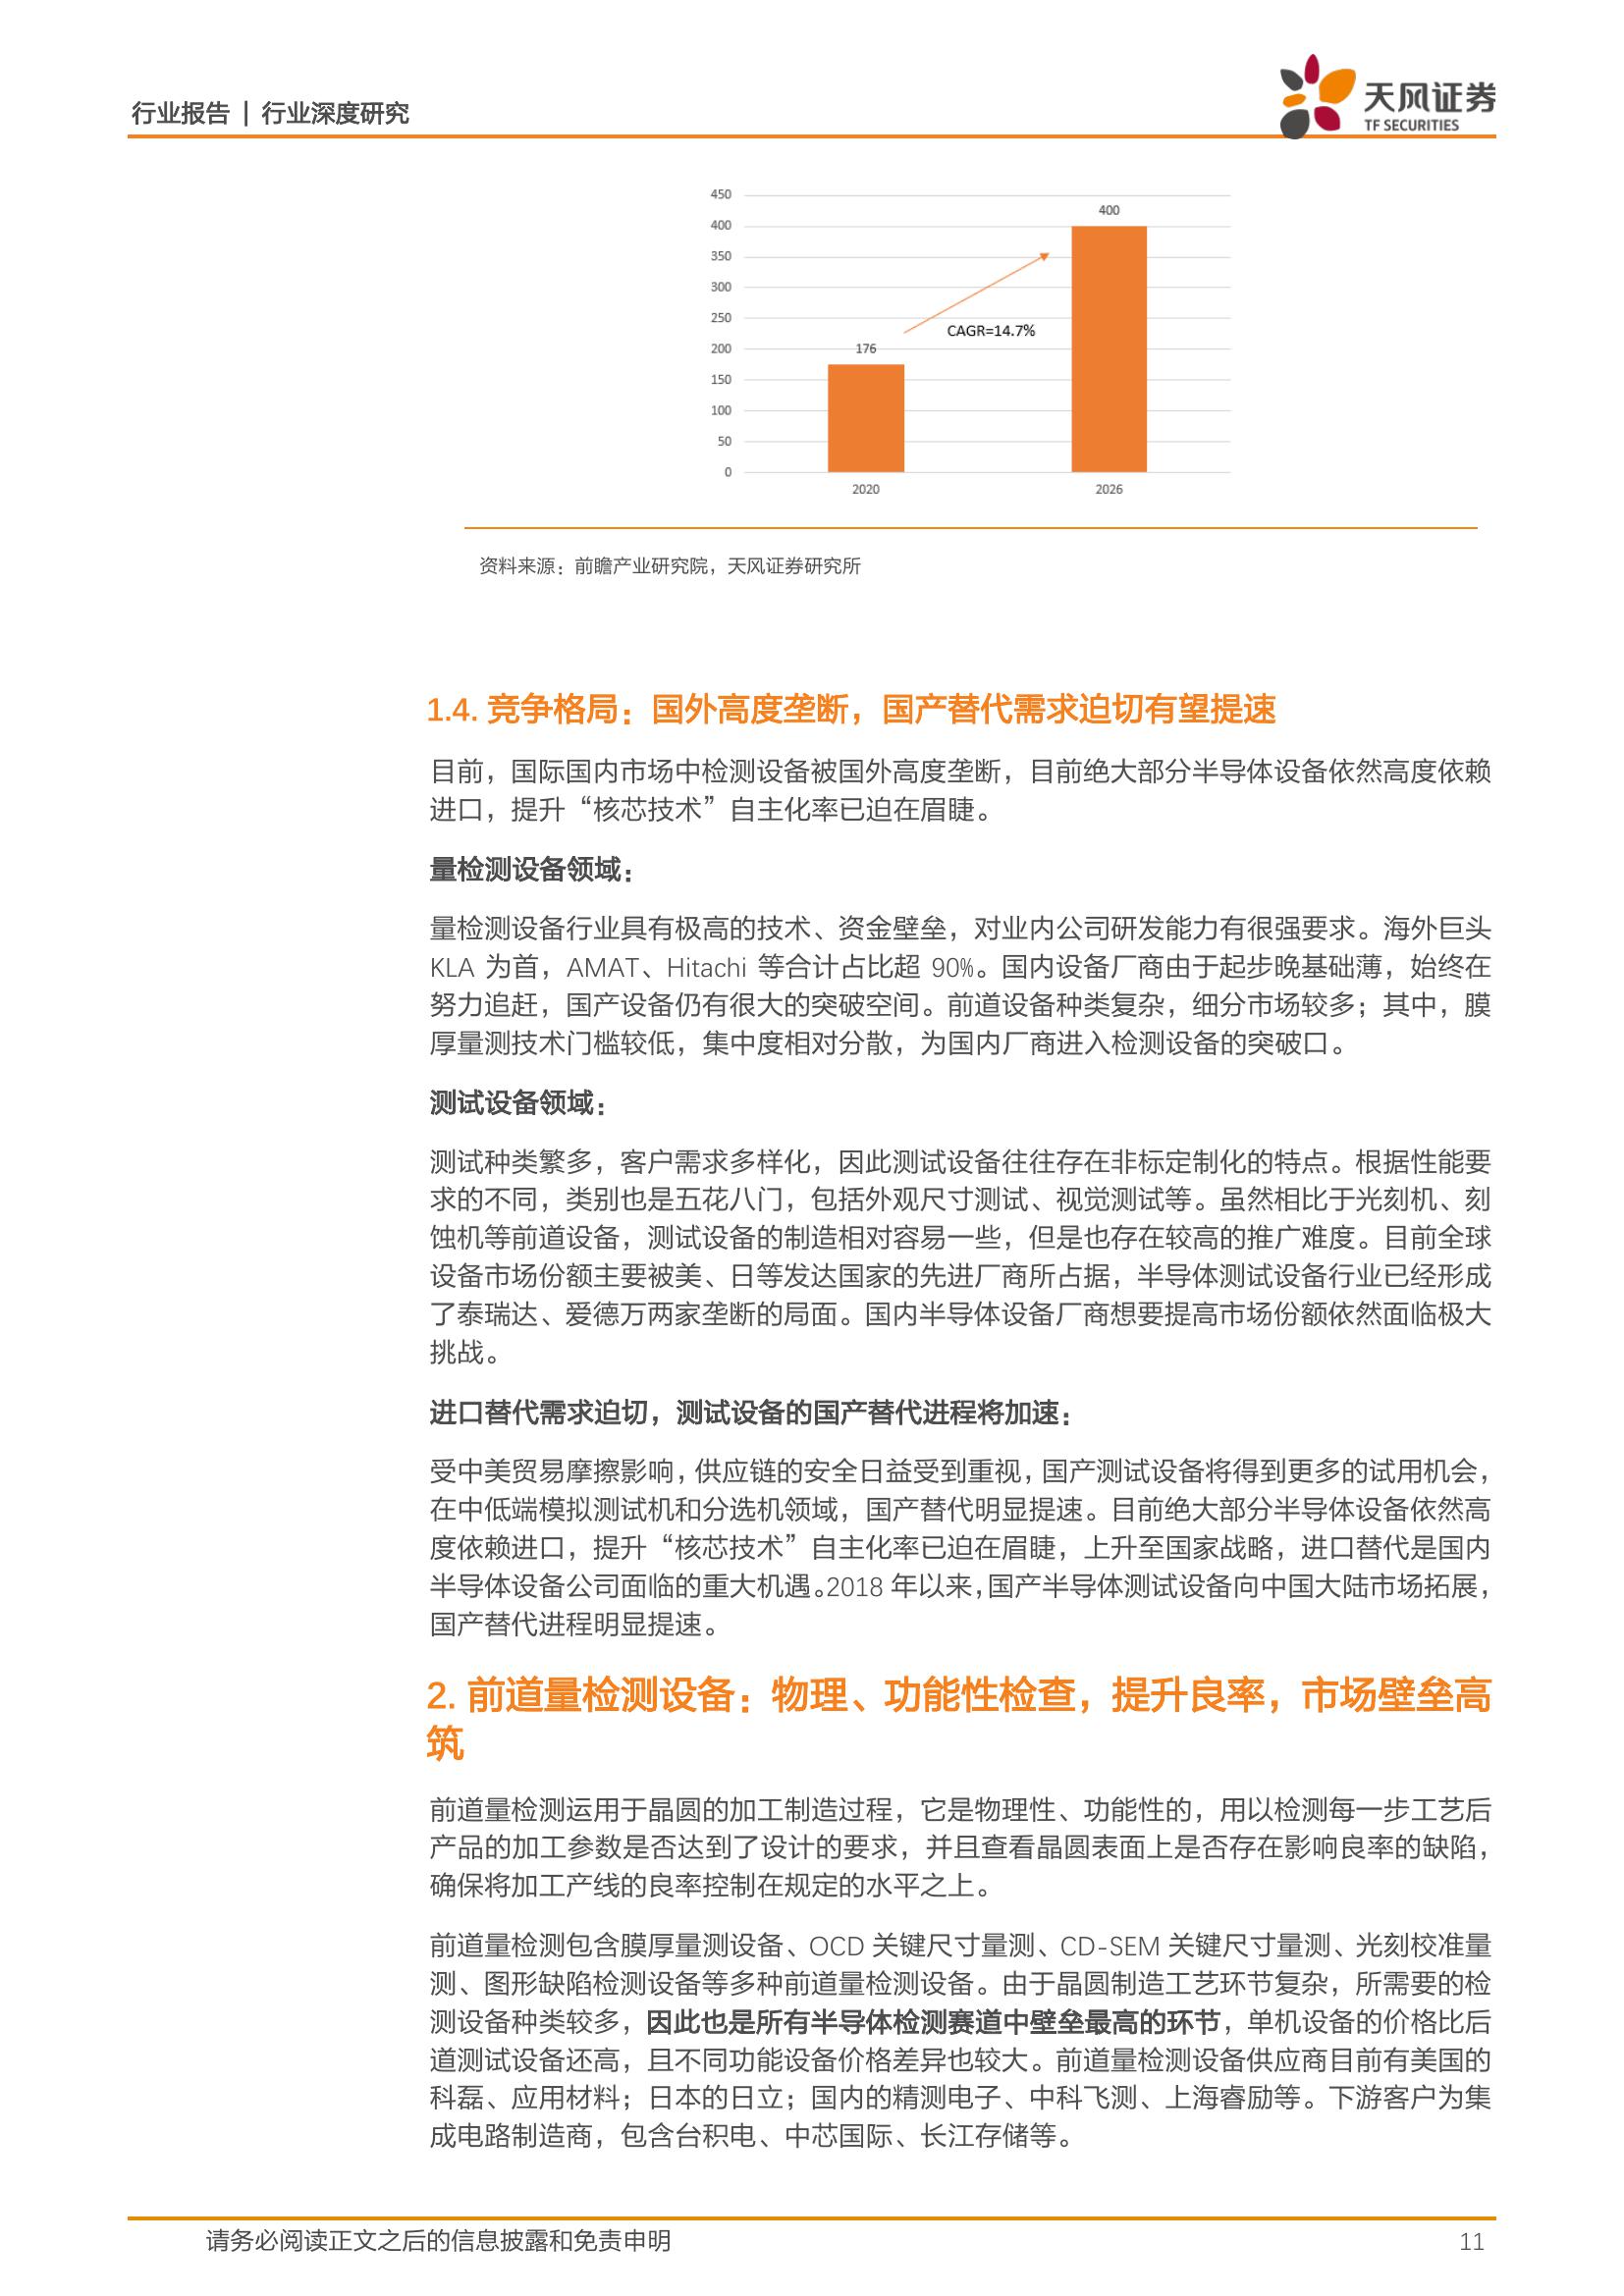 行业报告 | 行业深度研究
天风证券
TF SECURITIES
450
400
350
300
250
200
150
100
50
0
400
176
CAGR=14.7%
2020
2026
资料来源：前瞻产业研究院，天风证券研究所
1.4. 竞争格局：国外高度垄断，国产替代需求迫切有望提速
目前，国际国内市场中检测设备被国外高度垄断，目前绝大部分半导体设备依然高度依赖
进口，提升“核芯技术”自主化率已迫在眉睫。
量检测设备领域：
量检测设备行业具有极高的技术、资金壁垒，对业内公司研发能力有很强要求。海外巨头
KLA 为首，AMAT、Hitachi 等合计占比超 90%。国内设备厂商由于起步晚基础薄，始终在
努力追赶，国产设备仍有很大的突破空间。前道设备种类复杂，细分市场较多；其中，膜
厚量测技术门槛较低，集中度相对分散，为国内厂商进入检测设备的突破口。
测试设备领域：
测试种类繁多，客户需求多样化，因此测试设备往往存在非标定制化的特点。根据性能要
求的不同，类别也是五花八门，包括外观尺寸测试、视觉测试等。虽然相比于光刻机、刻
蚀机等前道设备，测试设备的制造相对容易一些，但是也存在较高的推广难度。目前全球
设备市场份额主要被美、日等发达国家的先进厂商所占据，半导体测试设备行业已经形成
了泰瑞达、爱德万两家垄断的局面。国内半导体设备厂商想要提高市场份额依然面临极大
挑战。
进口替代需求迫切，测试设备的国产替代进程将加速：
受中美贸易摩擦影响，供应链的安全日益受到重视，国产测试设备将得到更多的试用机会，
在中低端模拟测试机和分选机领域，国产替代明显提速。目前绝大部分半导体设备依然高
度依赖进口，提升“核芯技术”自主化率已迫在眉睫，上升至国家战略，进口替代是国内
半导体设备公司面临的重大机遇。2018 年以来，国产半导体测试设备向中国大陆市场拓展，
国产替代进程明显提速。
2. 前道量检测设备：物理、功能性检查，提升良率，市场壁垒高
筑
前道量检测运用于晶圆的加工制造过程，它是物理性、功能性的，用以检测每一步工艺后
产品的加工参数是否达到了设计的要求，并且查看晶圆表面上是否存在影响良率的缺陷，
确保将加工产线的良率控制在规定的水平之上。
前道量检测包含膜厚量测设备、OCD 关键尺寸量测、CD-SEM 关键尺寸量测、光刻校准量
测、图形缺陷检测设备等多种前道量检测设备。由于晶圆制造工艺环节复杂，所需要的检
测设备种类较多，因此也是所有半导体检测赛道中壁垒最高的环节，单机设备的价格比后
道测试设备还高，且不同功能设备价格差异也较大。前道量检测设备供应商目前有美国的
科磊、应用材料；日本的日立；国内的精测电子、中科飞测、上海睿励等。下游客户为集
成电路制造商，包含台积电、中芯国际、长江存储等。
请务必阅读正文之后的信息披露和免责申明
11